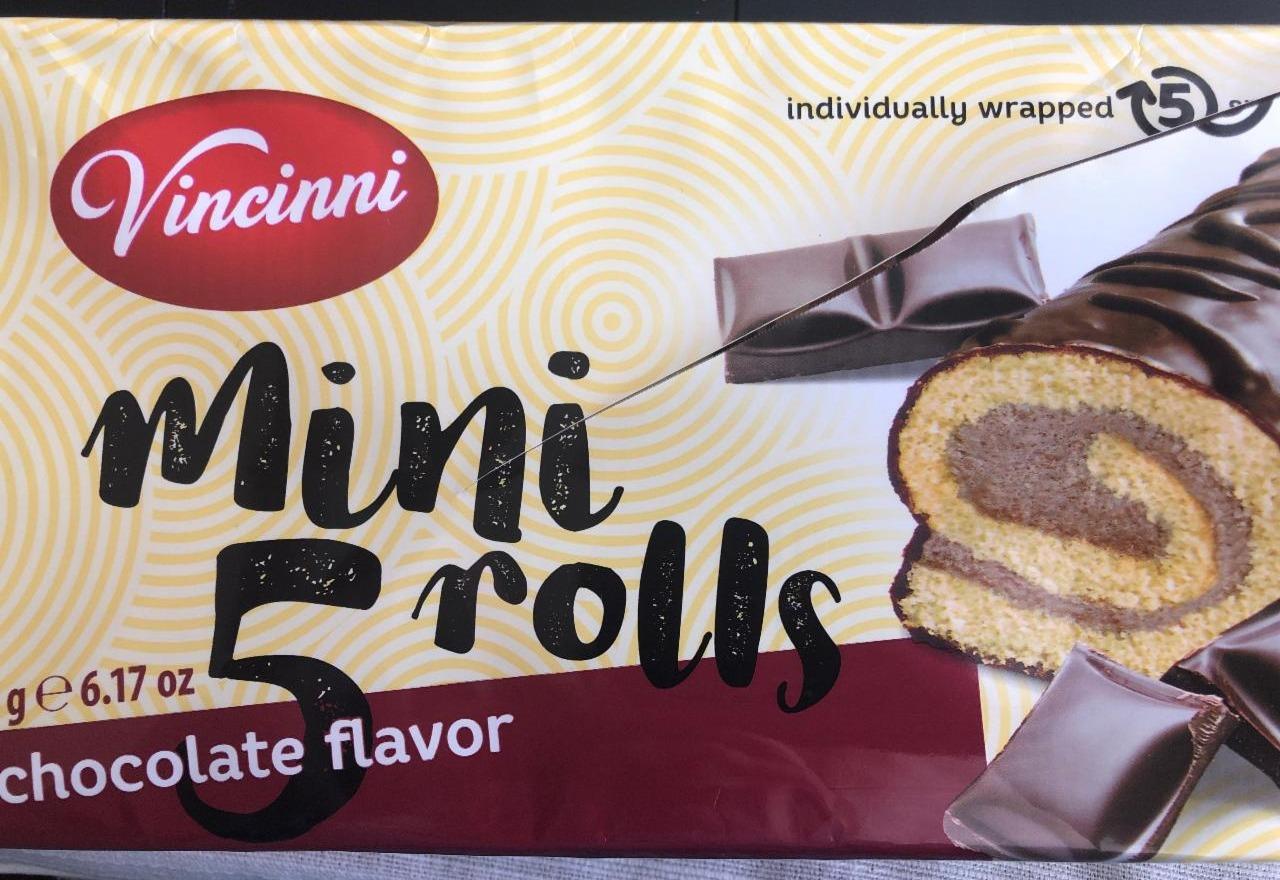 Vincinni
individually wrapped 5
mini
5 rolls
g e 6.17 oz
chocolate flavor